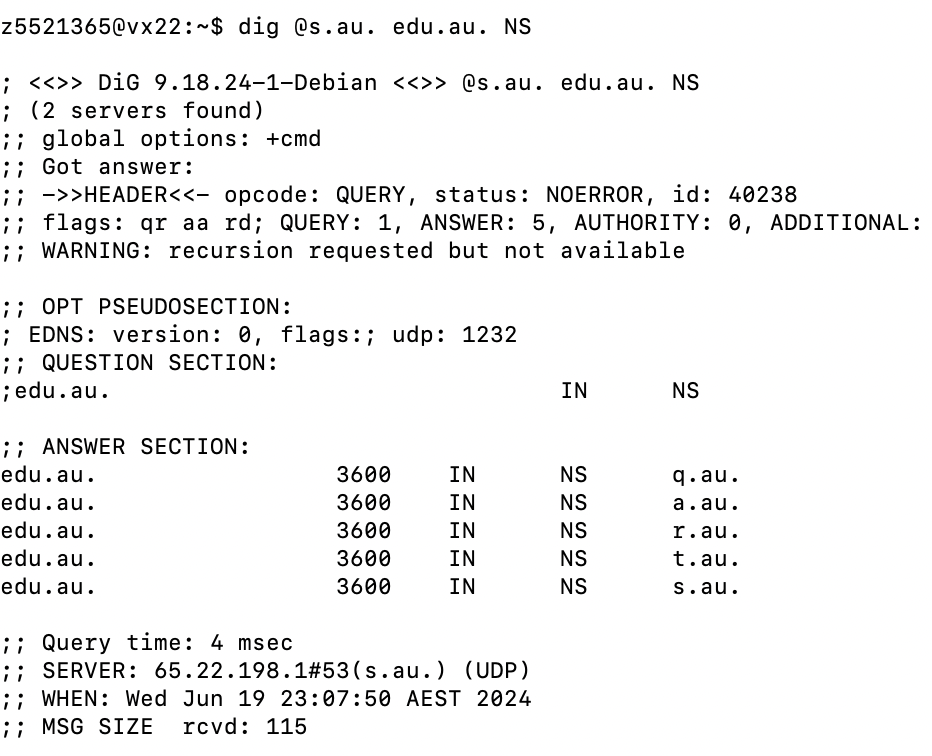 z5521365@vx22:~$ dig @s.au. edu.au. NS
; <<>> DiG 9.18.24-1-Debian <<>> @s.au. edu.au. NS
; (2 servers found)
;; global options: +cmd
;; Got answer:
;; ->>HEADER<<- opcode: QUERY, status: NOERROR, id: 40238
;; flags: qr aa rd; QUERY: 1, ANSWER: 5, AUTHORITY: 0, ADDITIONAL:
;; WARNING: recursion requested but not available
;; OPT PSEUDOSECTION:
; EDNS: version: 0, flags:; udp: 1232
;; QUESTION SECTION:
;edu.au. IN NS
;; ANSWER SECTION:
edu.au. 3600 IN NS q.au.
edu.au. 3600 IN NS a.au.
edu.au. 3600 IN NS r.au.
edu.au. 3600 IN NS t.au.
edu.au. 3600 IN NS s.au.
;; Query time: 4 msec
;; SERVER: 65.22.198.1#53(s.au.) (UDP)
;; WHEN: Wed Jun 19 23:07:50 AEST 2024
;; MSG SIZE rcvd: 115